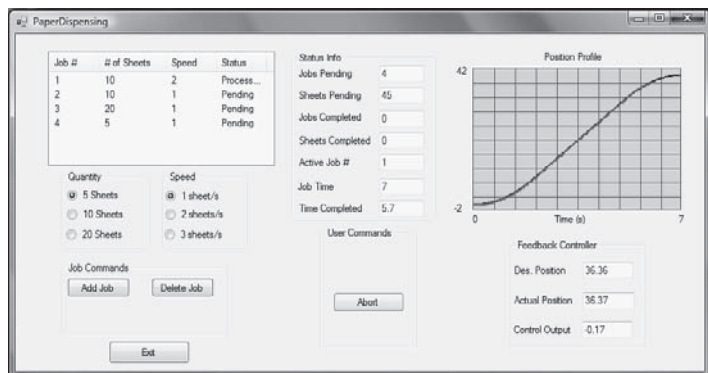 PaperDispensing
Job # # of Sheets Speed Status
1 10 2 Process...
2 10 1 Pending
3 20 1 Pending
4 5 1 Pending
Quantity
5 Sheets
10 Sheets
20 Sheets
Speed
1 sheet/s
2 sheets/s
3 sheets/s
Job Commands
Add Job Delete Job
Exit
Status Info
Jobs Pending 4
Sheets Pending 45
Jobs Completed 0
Sheets Completed 0
Active Job # 1
Job Time 7
Time Completed 5.7
User Commands
Abort
Position Profile
42
-2
0 Time (s) 7
Feedback Controller
Des. Position 36.36
Actual Position 36.37
Control Output -0.17